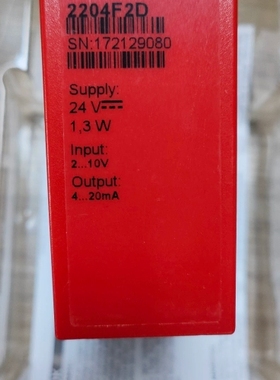 2204F2D
SN:172129080
Supply:
24 V⎓
1,3 W
Input:
2...10V
Output:
4...20mA